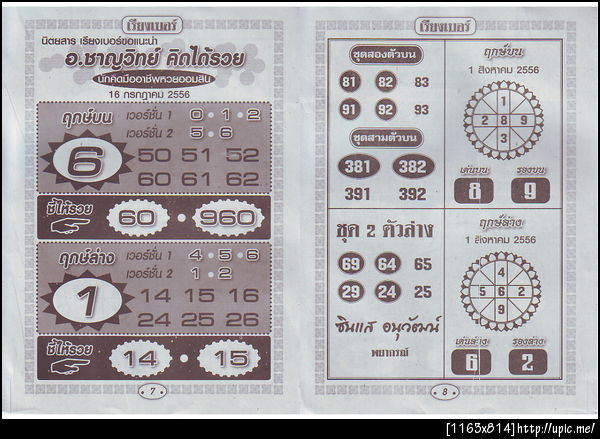 เรียงเบอร์
นิตยสาร เรียงเบอร์ขอแนะนำ
อ.ชาญวิทย์ คิดได้รวย
นักคิดมืออาชีพหวยออมสิน
16 กรกฎาคม 2556
ฤกษ์บน เวอร์ชั่น 1 0 • 1 • 2
เวอร์ชั่น 2 5 • 6
6
50 51 52
60 61 62
ชี้ให้รวย 60 • 960
ฤกษ์ล่าง เวอร์ชั่น 1 4 • 5 • 6
เวอร์ชั่น 2 1 • 2
1
14 15 16
24 25 26
ชี้ให้รวย 14 • 15
7
เรียงเบอร์
ชุดสองตัวบน
81 82 83
91 92 93
ชุดสามตัวบน
381 382
391 392
ฤกษ์บน
1 สิงหาคม 2556
1
2 8 9
3
เด่นบน รองบน
8 9
ชุด 2 ตัวล่าง
69 64 65
29 24 25
ซินแส อนุวัฒน์
พยากรณ์
ฤกษ์ล่าง
1 สิงหาคม 2556
4
5 6 2
9
เด่นล่าง รองล่าง
6 2
8
[1163x814]http://upic.me/